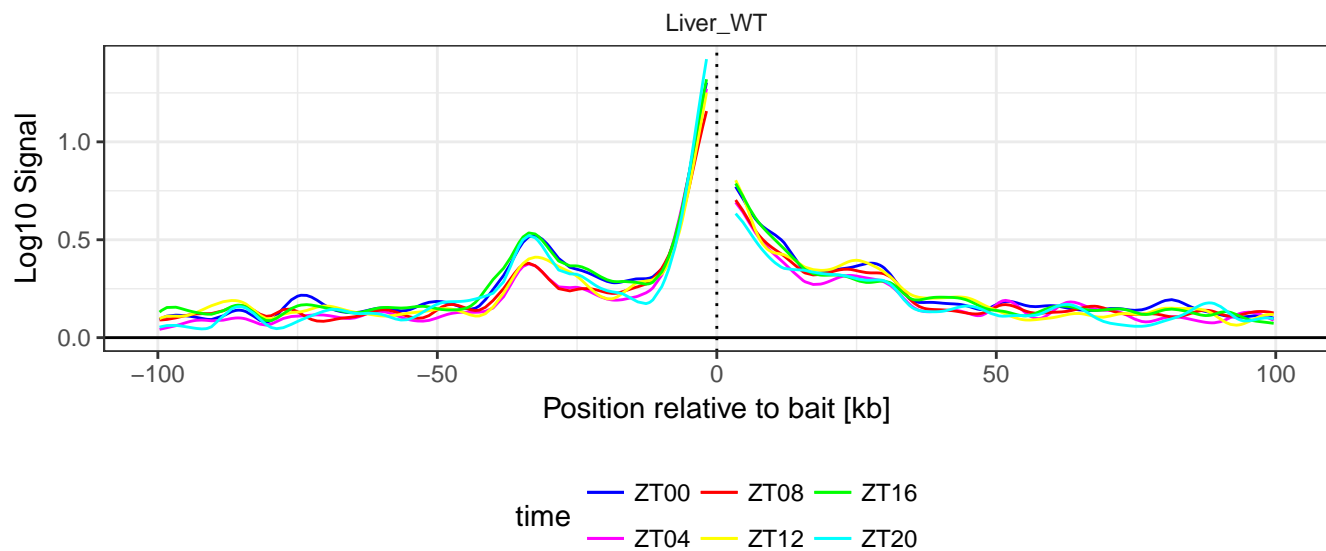 Liver_WT
Log10 Signal
1.0
0.5
0.0
−100 −50 0 50 100
Position relative to bait [kb]
time
ZT00 ZT08 ZT16
ZT04 ZT12 ZT20